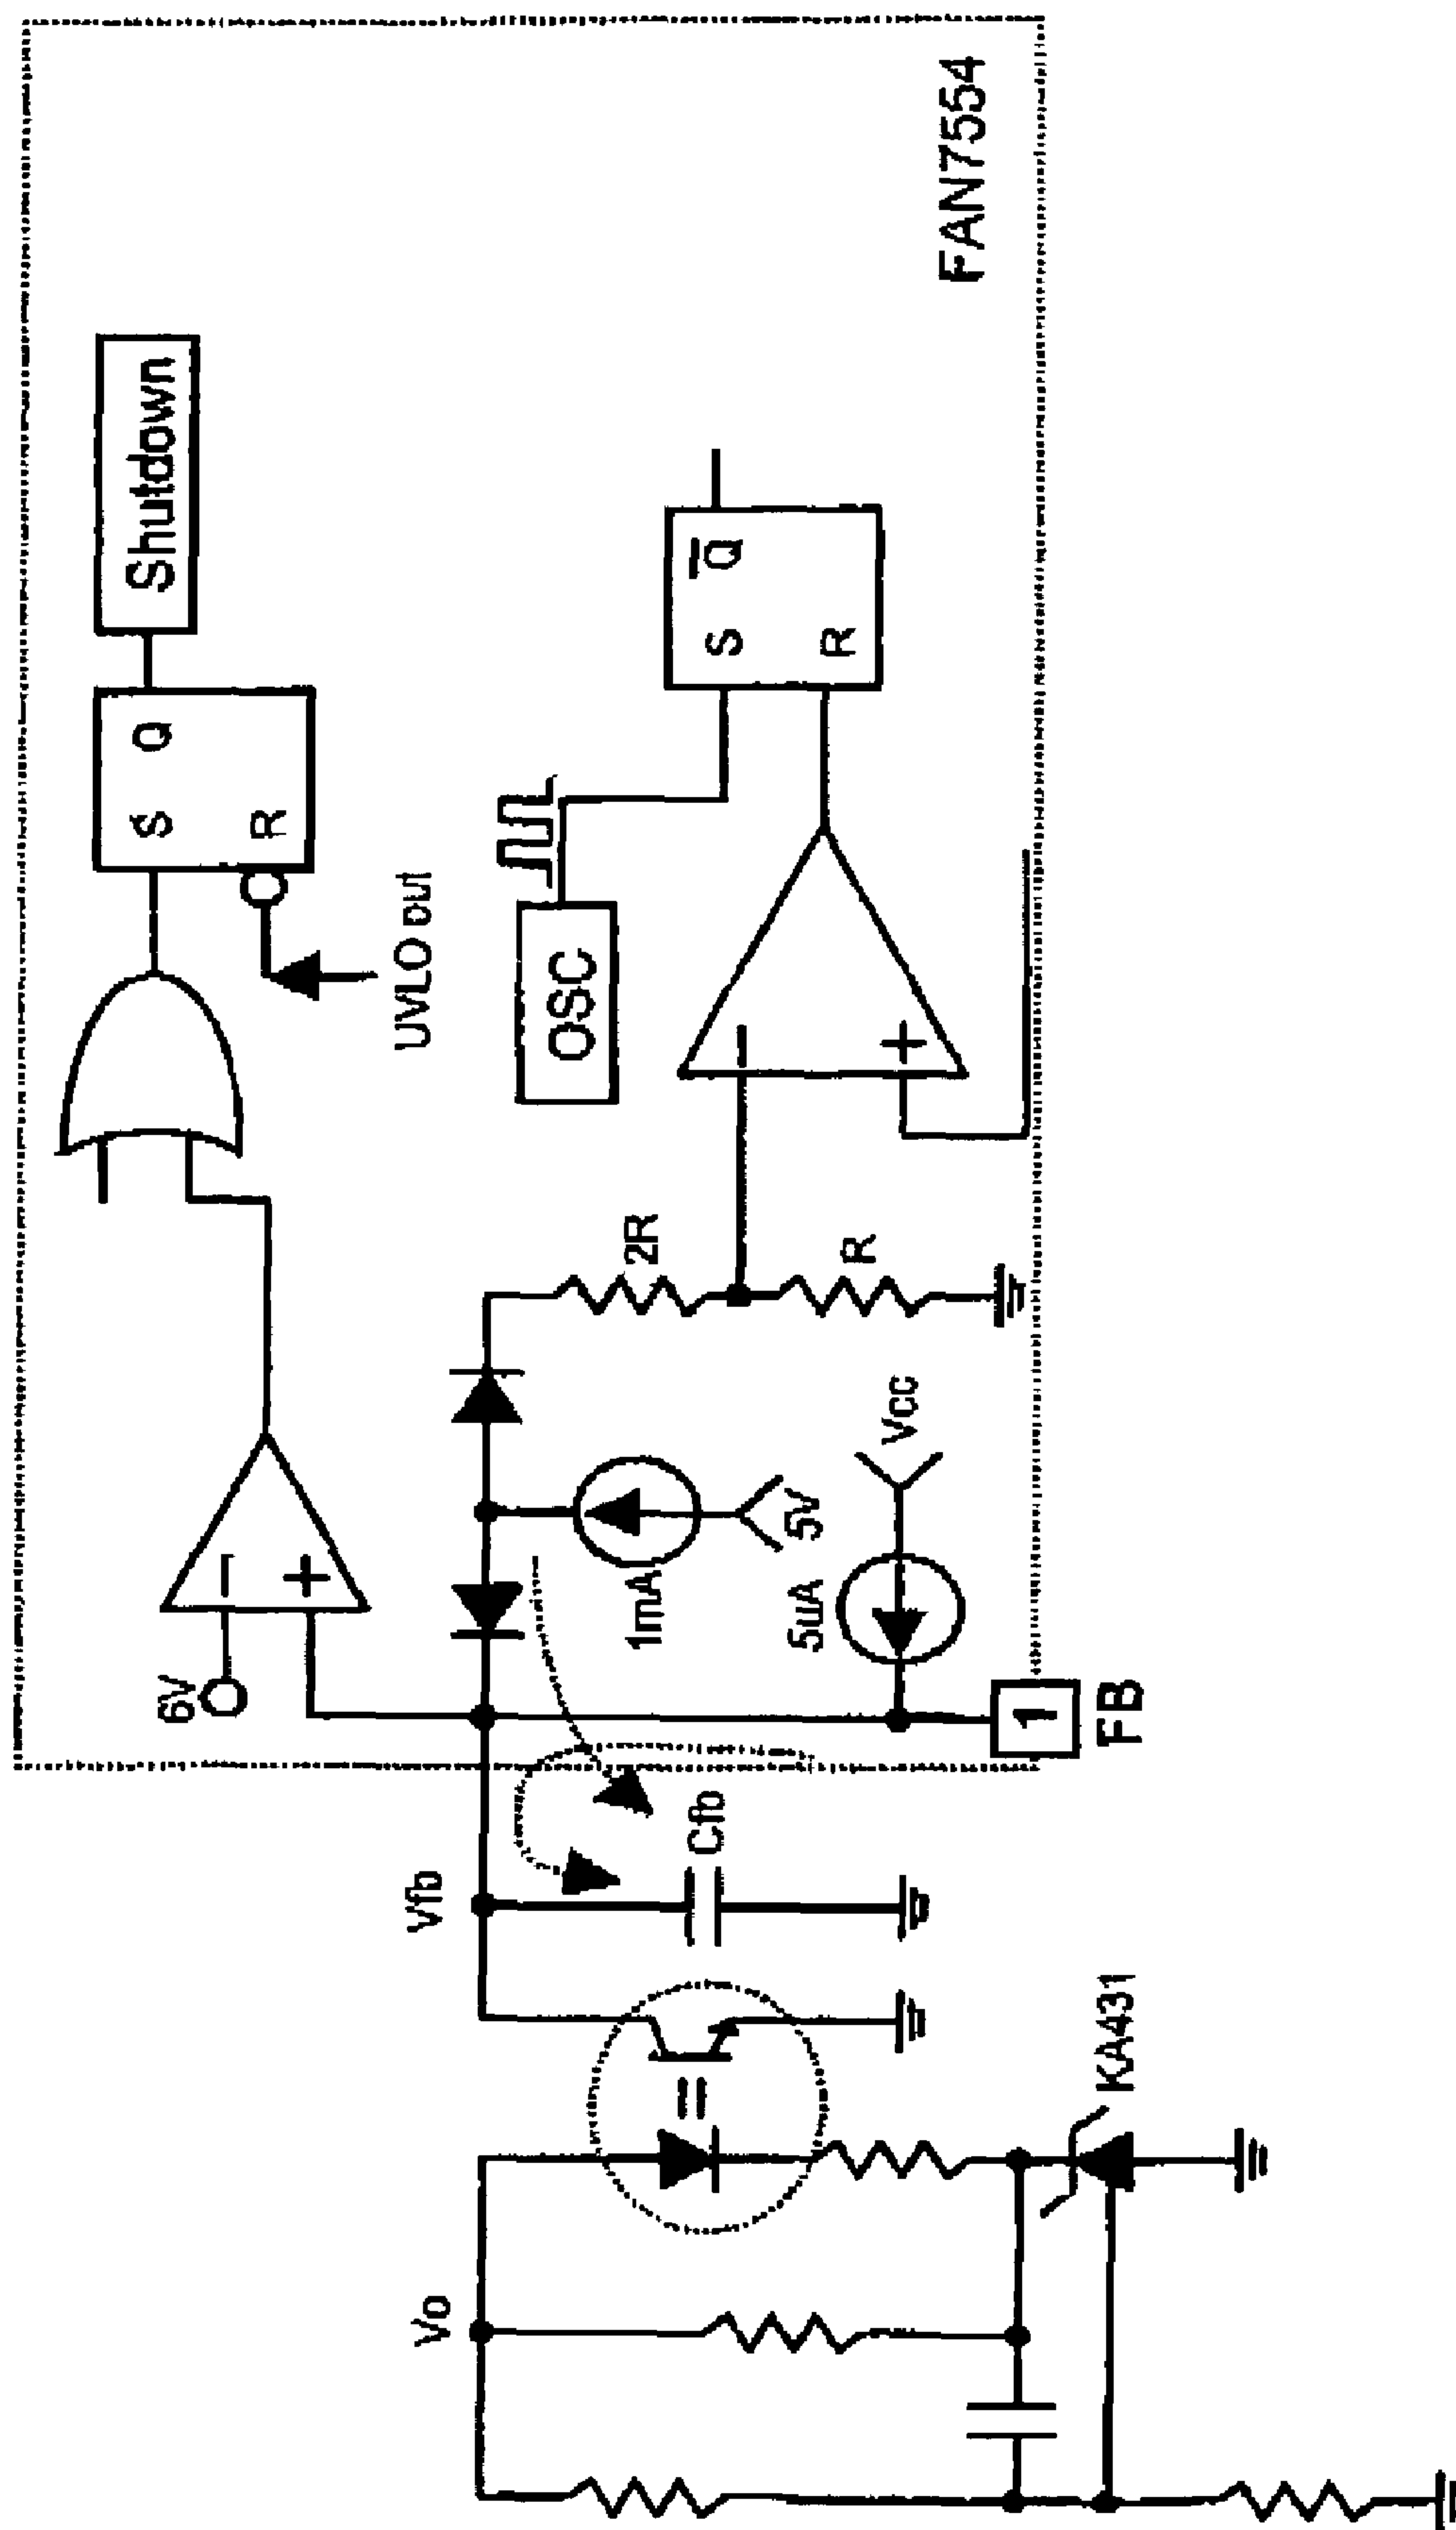 Vo
KA431
Vfb
Cfb
6V
−
+
1mA
5V
5uA
Vcc
1
FB
2R
R
−
+
OSC
UVLO out
S
Q
R
Shutdown
S
Q
R
FAN7554